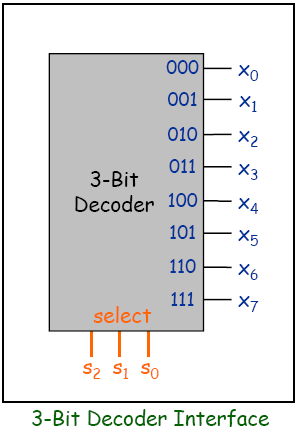 000 x₀
001 x₁
010 x₂
011 x₃
3-Bit
Decoder
100 x₄
101 x₅
110 x₆
111 x₇
select
s₂ s₁ s₀
3-Bit Decoder Interface